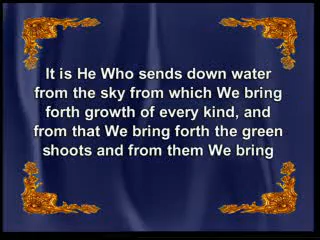 It is He Who sends down water
from the sky from which We bring
forth growth of every kind, and
from that We bring forth the green
shoots and from them We bring